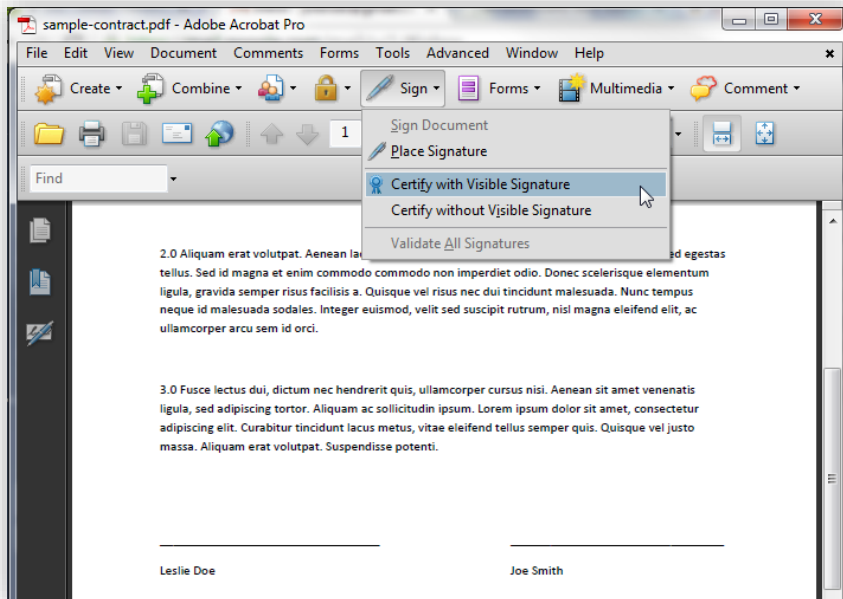 sample-contract.pdf - Adobe Acrobat Pro
File Edit View Document Comments Forms Tools Advanced Window Help
Create Combine Sign Forms Multimedia Comment
1
Sign Document
Place Signature
Find
Certify with Visible Signature
Certify without Visible Signature
Validate All Signatures
2.0 Aliquam erat volutpat. Aenean ed egestas
tellus. Sed id magna et enim commodo commodo non imperdiet odio. Donec scelerisque elementum
ligula, gravida semper risus facilisis a. Quisque vel risus nec dui tincidunt malesuada. Nunc tempus
neque id malesuada sodales. Integer euismod, velit sed suscipit rutrum, nisl magna eleifend elit, ac
ullamcorper arcu sem id orci.
3.0 Fusce lectus dui, dictum nec hendrerit quis, ullamcorper cursus nisi. Aenean sit amet venenatis
ligula, sed adipiscing tortor. Aliquam ac sollicitudin ipsum. Lorem ipsum dolor sit amet, consectetur
adipiscing elit. Curabitur tincidunt lacus metus, vitae eleifend tellus semper quis. Quisque vel justo
massa. Aliquam erat volutpat. Suspendisse potenti.
Leslie Doe Joe Smith